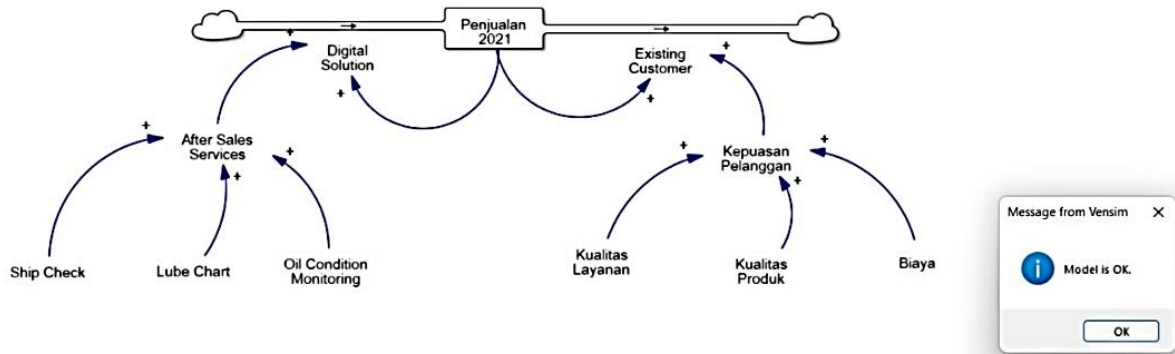 Penjualan
2021
Digital
Solution
Existing
Customer
After Sales
Services
Kepuasan
Pelanggan
Ship Check
Lube Chart
Oil Condition
Monitoring
Kualitas
Layanan
Kualitas
Produk
Biaya
Message from Vensim
Model is OK.
OK